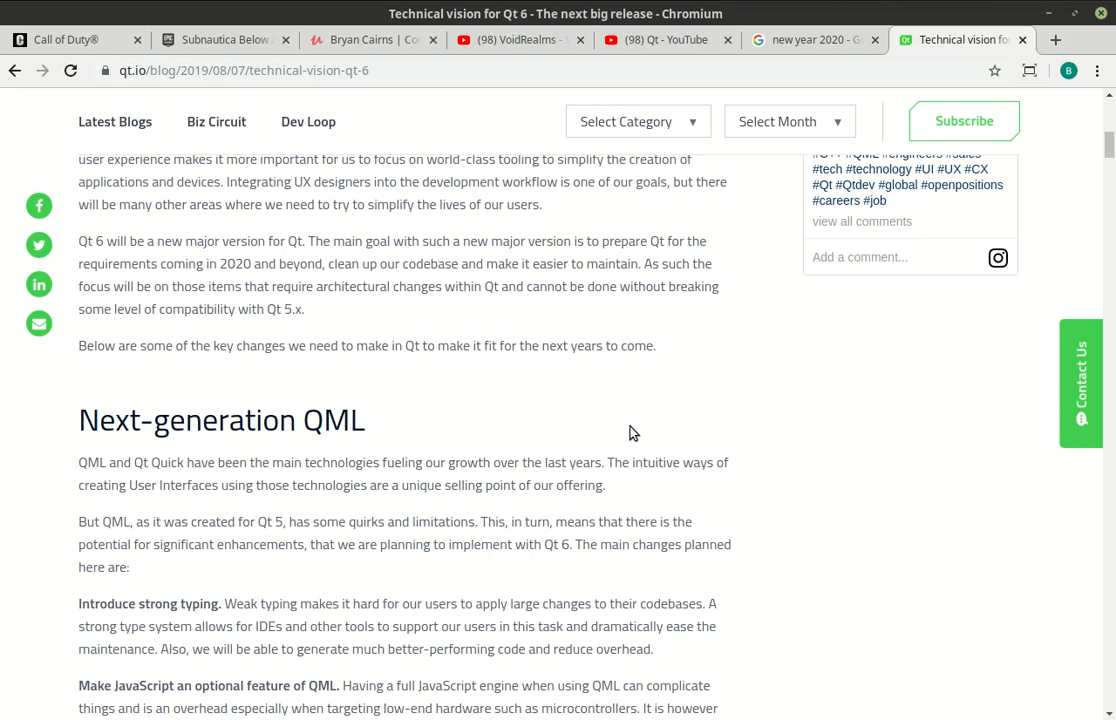 Technical vision for Qt 6 - The next big release - Chromium
Call of Duty®
Subnautica Below
Bryan Cairns | Co
(98) VoidRealms -
(98) Qt - YouTube
new year 2020 - G
Technical vision fo
qt.io/blog/2019/08/07/technical-vision-qt-6
B
Latest Blogs
Biz Circuit
Dev Loop
Select Category
Select Month
Subscribe
user experience makes it more important for us to focus on world-class tooling to simplify the creation of
applications and devices. Integrating UX designers into the development workflow is one of our goals, but there
will be many other areas where we need to try to simplify the lives of our users.
#C++ #QML #engineers #sales
#tech #technology #UI #UX #CX
#Qt #Qtdev #global #openpositions
#careers #job
view all comments
Add a comment...
Qt 6 will be a new major version for Qt. The main goal with such a new major version is to prepare Qt for the
requirements coming in 2020 and beyond, clean up our codebase and make it easier to maintain. As such the
focus will be on those items that require architectural changes within Qt and cannot be done without breaking
some level of compatibility with Qt 5.x.
Below are some of the key changes we need to make in Qt to make it fit for the next years to come.
Contact Us
Next-generation QML
QML and Qt Quick have been the main technologies fueling our growth over the last years. The intuitive ways of
creating User Interfaces using those technologies are a unique selling point of our offering.
But QML, as it was created for Qt 5, has some quirks and limitations. This, in turn, means that there is the
potential for significant enhancements, that we are planning to implement with Qt 6. The main changes planned
here are:
Introduce strong typing. Weak typing makes it hard for our users to apply large changes to their codebases. A
strong type system allows for IDEs and other tools to support our users in this task and dramatically ease the
maintenance. Also, we will be able to generate much better-performing code and reduce overhead.
Make JavaScript an optional feature of QML. Having a full JavaScript engine when using QML can complicate
things and is an overhead especially when targeting low-end hardware such as microcontrollers. It is however